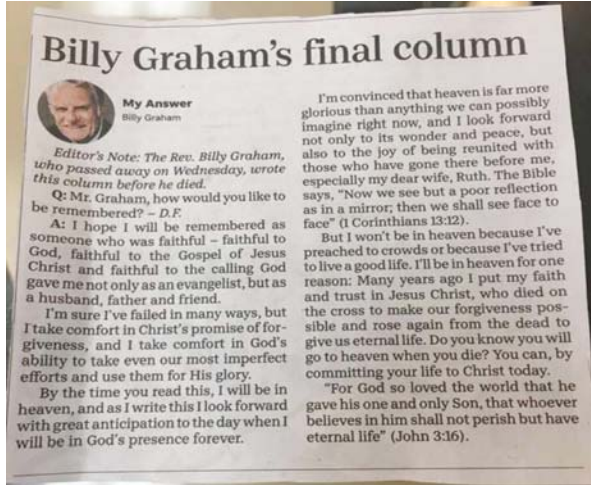 Billy Graham's final column
My Answer
Billy Graham
Editor's Note: The Rev. Billy Graham,
who passed away on Wednesday, wrote
this column before he died.
Q: Mr. Graham, how would you like to
be remembered? – D.F.
A: I hope I will be remembered as
someone who was faithful – faithful to
God, faithful to the Gospel of Jesus
Christ and faithful to the calling God
gave me not only as an evangelist, but as
a husband, father and friend.
I'm sure I've failed in many ways, but
I take comfort in Christ's promise of for-
giveness, and I take comfort in God's
ability to take even our most imperfect
efforts and use them for His glory.
By the time you read this, I will be in
heaven, and as I write this I look forward
with great anticipation to the day when I
will be in God's presence forever.
I'm convinced that heaven is far more
glorious than anything we can possibly
imagine right now, and I look forward
not only to its wonder and peace, but
also to the joy of being reunited with
those who have gone there before me,
especially my dear wife, Ruth. The Bible
says, "Now we see but a poor reflection
as in a mirror; then we shall see face to
face" (1 Corinthians 13:12).
But I won't be in heaven because I've
preached to crowds or because I've tried
to live a good life. I'll be in heaven for one
reason: Many years ago I put my faith
and trust in Jesus Christ, who died on
the cross to make our forgiveness pos-
sible and rose again from the dead to
give us eternal life. Do you know you will
go to heaven when you die? You can, by
committing your life to Christ today.
"For God so loved the world that he
gave his one and only Son, that whoever
believes in him shall not perish but have
eternal life" (John 3:16).